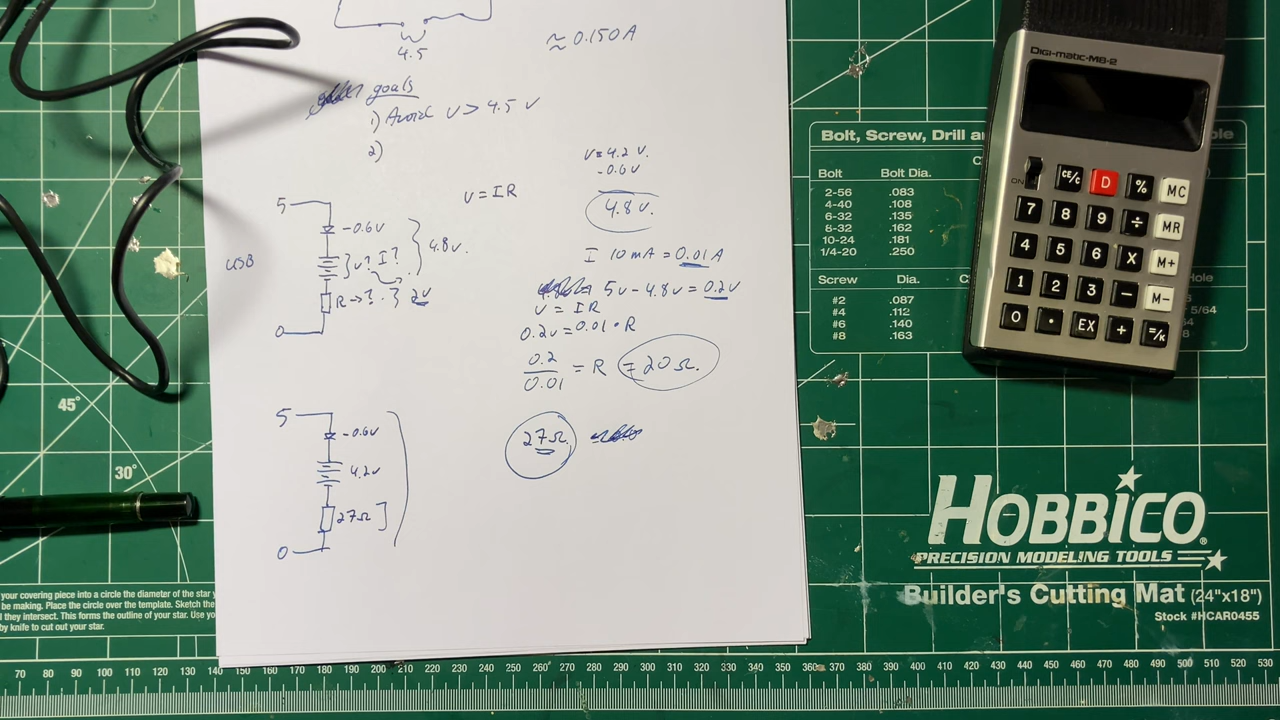 4.5
≈ 0.150A
goals
1) Avoid V > 4.5 V
2)
V = 4.2 V.
-0.6V
4.8 V.
V = IR
5
-0.6V
V? I?
4.8V.
R→?
2V
0
USB
I 10 mA = 0.01 A
5V - 4.8V = 0.2V
V = IR
0.2V = 0.01 • R
0.2
0.01
= R = 20Ω.
27Ω.
5
-0.6V
4.2V
27Ω
0
DIGI-MATIC-M8-2
ON
CE/C D % MC
7 8 9 ÷ MR
4 5 6 X M+
1 2 3 − M−
0 • EX + =/K
Bolt, Screw, Drill
Bolt Bolt Dia.
2-56 .083
4-40 .108
6-32 .135
8-32 .162
10-24 .181
1/4-20 .250
Screw Dia. Hole
#2 .087
#4 .112 5/64
#6 .140
#8 .163
45°
30°
HOBBICO®
PRECISION MODELING TOOLS
Builder's Cutting Mat (24"x18")
Stock #HCAR0455
your covering piece into a circle the diameter of the star
be making. Place the circle over the template. Sketch the
they intersect. This forms the outline of your star. Use
by knife to cut out your star.
70 80 90 100 110 120 130 140 150 160 170 180 190 200 210 220 230 240 250 260 270 280 290 300 310 320 330 340 350 360 370 380 390 400 410 420 430 440 450 460 470 480 490 500 510 520 530